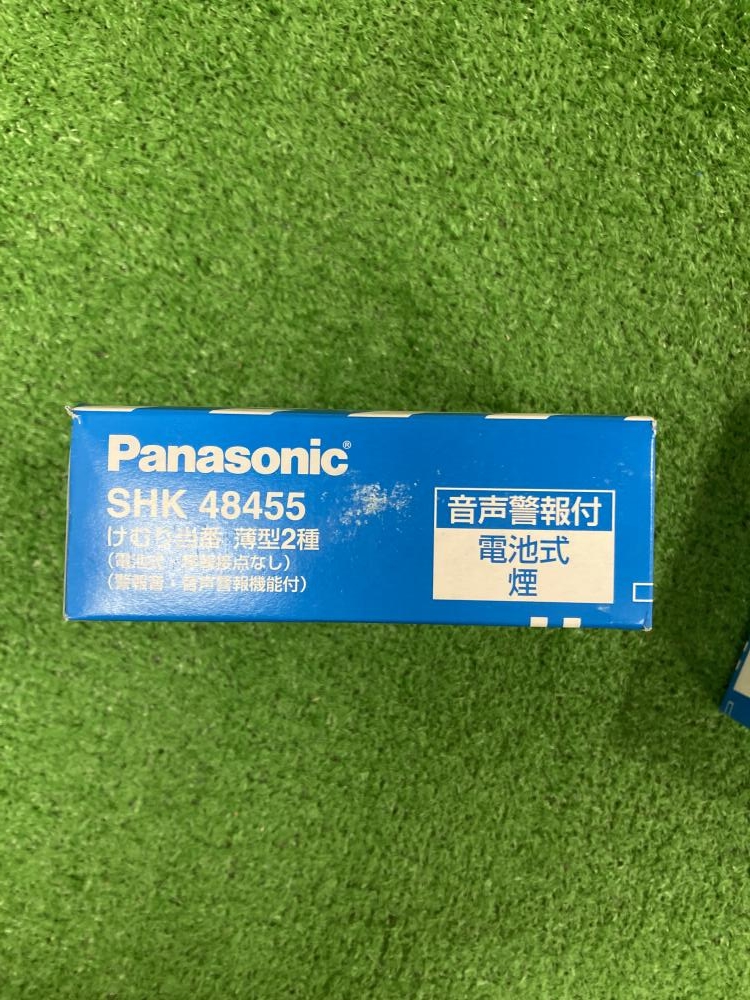 Panasonic®
SHK 48455
けむり当番 薄型2種
(電池式・移報接点なし)
(警報音・音声警報機能付)
音声警報付
電池式
煙